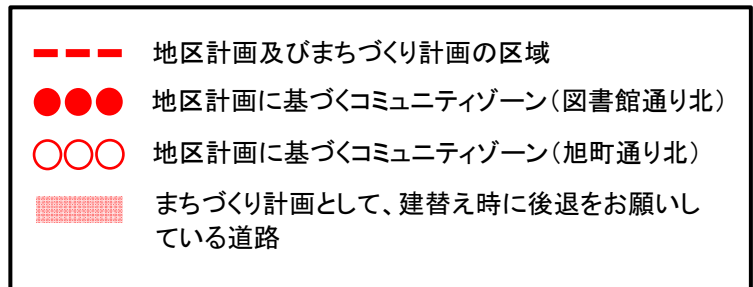 地区計画及びまちづくり計画の区域
地区計画に基づくコミュニティゾーン（図書館通り北）
地区計画に基づくコミュニティゾーン（旭町通り北）
まちづくり計画として、建替え時に後退をお願いし
ている道路